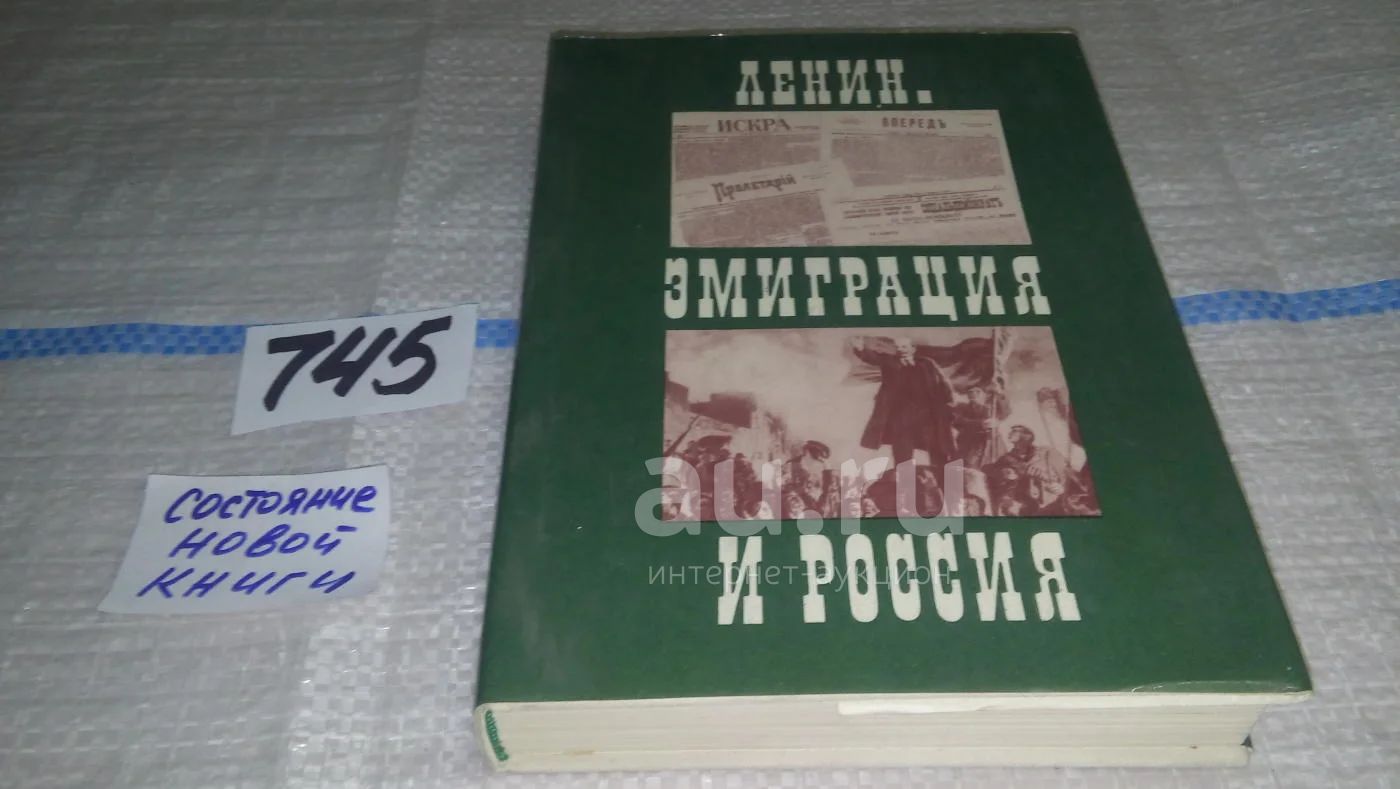 ЛЕНИН.
ИСКРА
ВПЕРЕДЪ
Пролетарій
ЭМИГРАЦИЯ
745
au.ru
интернет-аукцион
СОСТОЯНИЕ
НОВОЙ
КНИГИ
И РОССИЯ